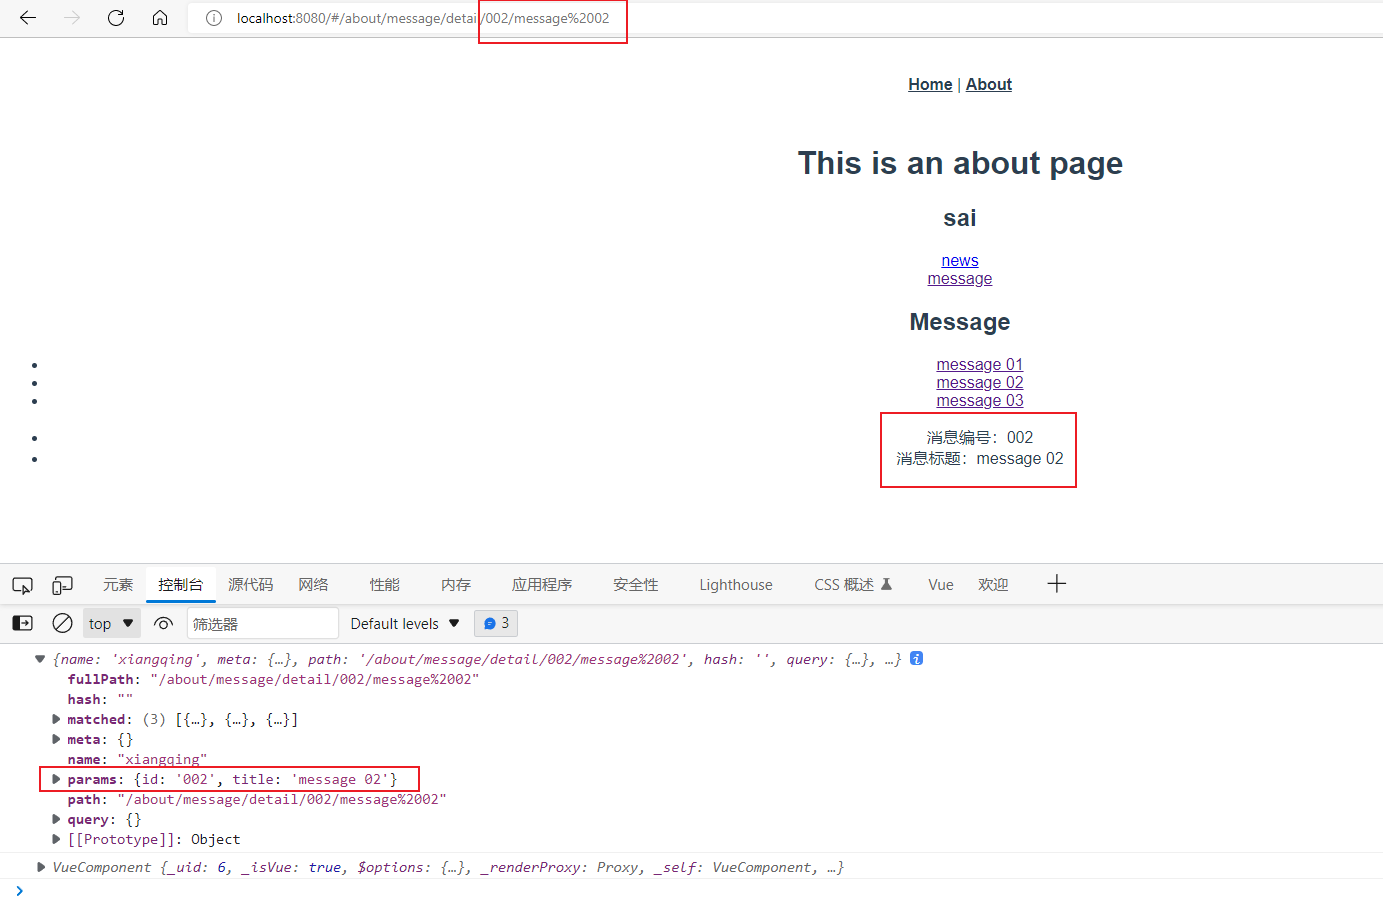 localhost:8080/#/about/message/detail/002/message%2002
Home | About
This is an about page
sai
news
message
Message
message 01
message 02
message 03
消息编号：002
消息标题：message 02
元素 控制台 源代码 网络 性能 内存 应用程序 安全性 Lighthouse CSS 概述 Vue 欢迎
top 筛选器 Default levels 3
{name: 'xiangqing', meta: {…}, path: '/about/message/detail/002/message%2002', hash: '', query: {…}, …}
fullPath: "/about/message/detail/002/message%2002"
hash: ""
matched: (3) [{…}, {…}, {…}]
meta: {}
name: "xiangqing"
params: {id: '002', title: 'message 02'}
path: "/about/message/detail/002/message%2002"
query: {}
[[Prototype]]: Object
VueComponent {_uid: 6, _isVue: true, $options: {…}, _renderProxy: Proxy, _self: VueComponent, …}